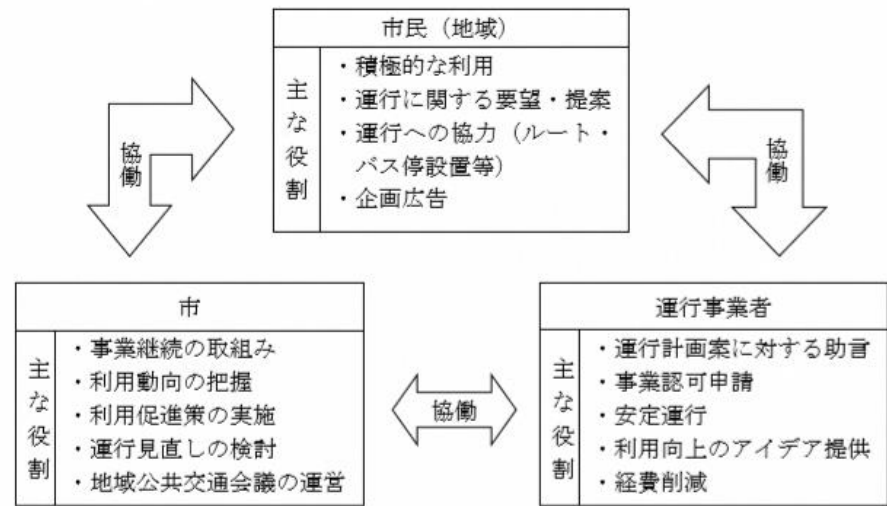 市民（地域）
主な役割
・積極的な利用
・運行に関する要望・提案
・運行への協力（ルート・
バス停設置等）
・企画広告
協働
協働
市
主な役割
・事業継続の取組み
・利用動向の把握
・利用促進策の実施
・運行見直しの検討
・地域公共交通会議の運営
協働
運行事業者
主な役割
・運行計画案に対する助言
・事業認可申請
・安定運行
・利用向上のアイデア提供
・経費削減